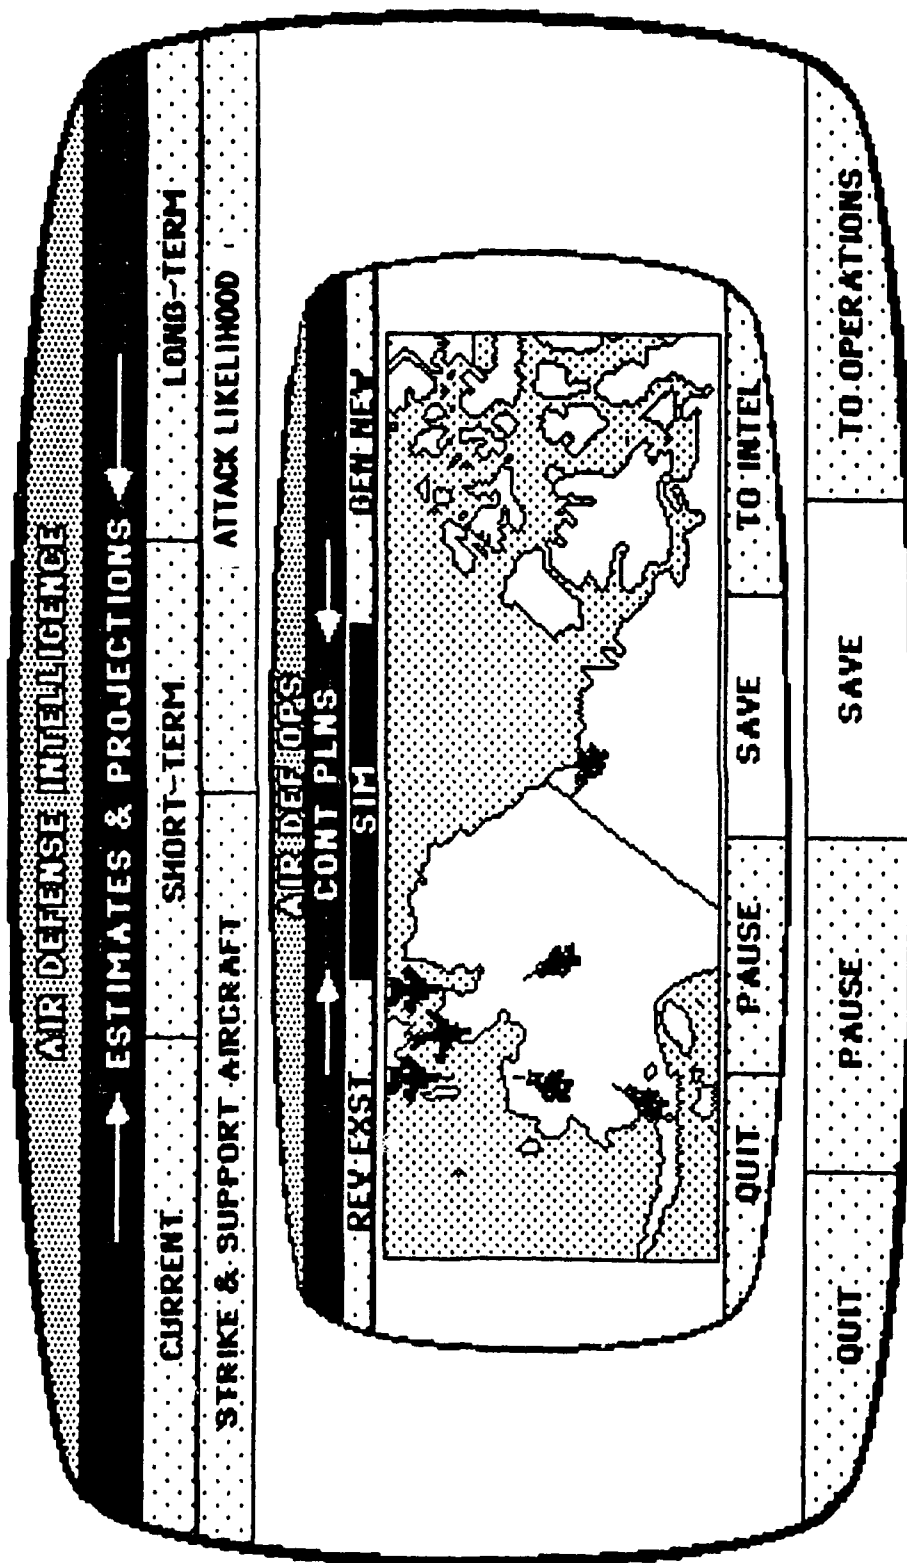 AIR DEFENSE INTELLIGENCE
ESTIMATES & PROJECTIONS
CURRENT SHORT-TERM LONG-TERM
STRIKE & SUPPORT AIRCRAFT ATTACK LIKELIHOOD
AIR DEF OPS
CONT PLNS
REV EXST SIM DEV NEW
QUIT PAUSE SAVE TO INTEL
QUIT PAUSE SAVE TO OPERATIONS